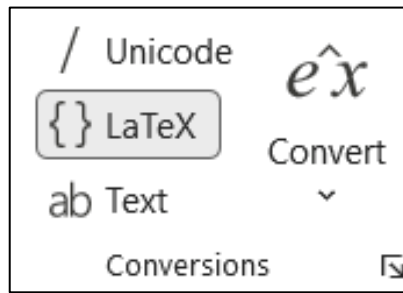 / Unicode
{} LaTeX
ab Text
e^x
Convert
Conversions